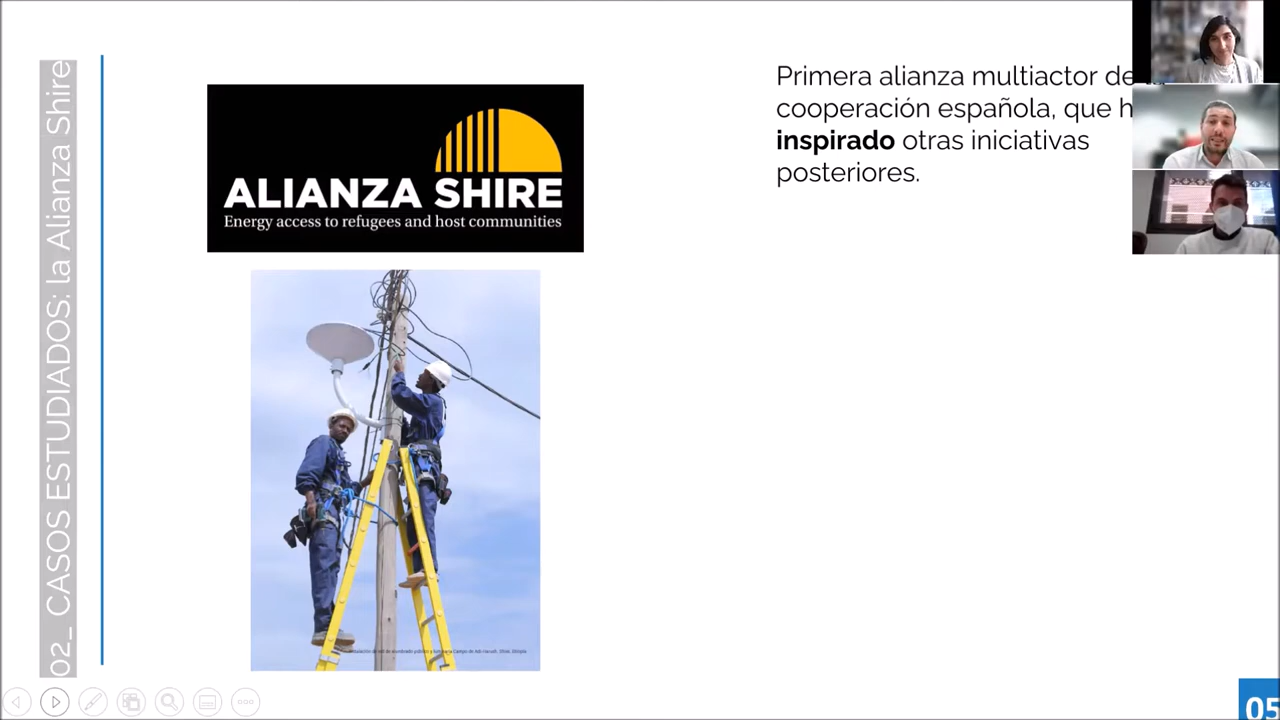 02_ CASOS ESTUDIADOS: la Alianza Shire
ALIANZA SHIRE
Energy access to refugees and host communities
Primera alianza multiactor de
cooperación española, que h
inspirado otras iniciativas
posteriores.
05